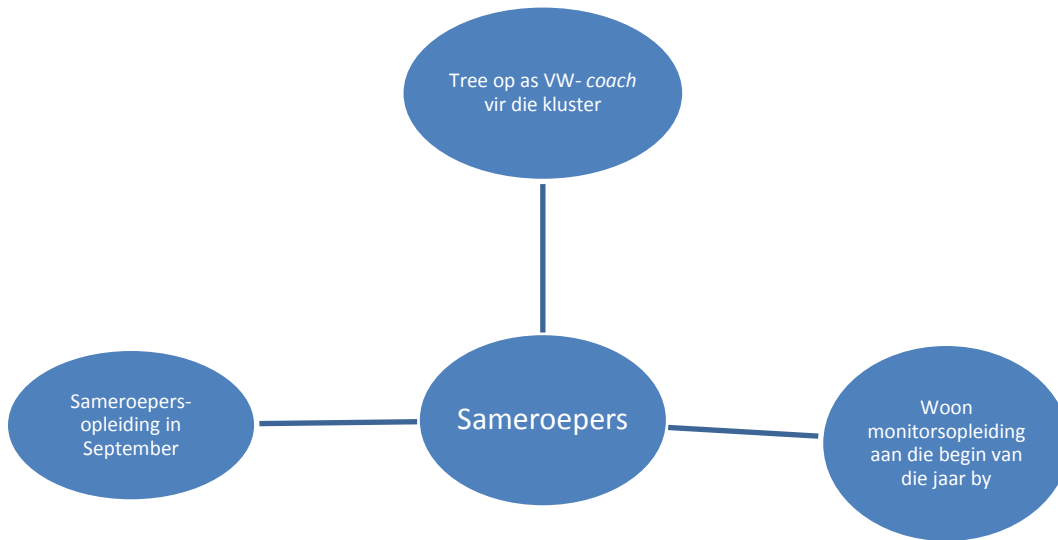 Tree op as VW- coach
vir die kluster
Sameroepers-
opleiding in
September
Sameroepers
Woon
monitorsopleiding
aan die begin van
die jaar by